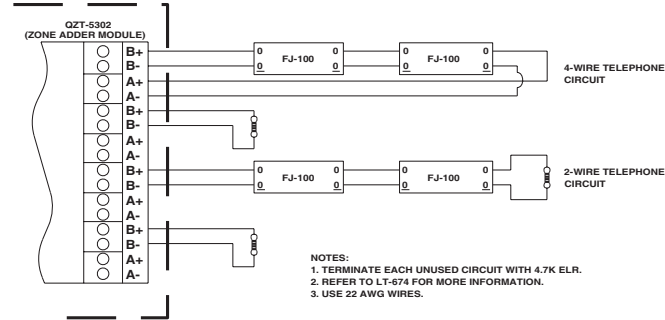 QZT-5302
(ZONE ADDER MODULE)
B+
B-
A+
A-
B+
B-
A+
A-
B+
B-
A+
A-
B+
B-
A+
A-
0 0
FJ-100
0 0
0 0
FJ-100
0 0
4-WIRE TELEPHONE
CIRCUIT
0 0
FJ-100
0 0
0 0
FJ-100
0 0
2-WIRE TELEPHONE
CIRCUIT
NOTES:
1. TERMINATE EACH UNUSED CIRCUIT WITH 4.7K ELR.
2. REFER TO LT-674 FOR MORE INFORMATION.
3. USE 22 AWG WIRES.